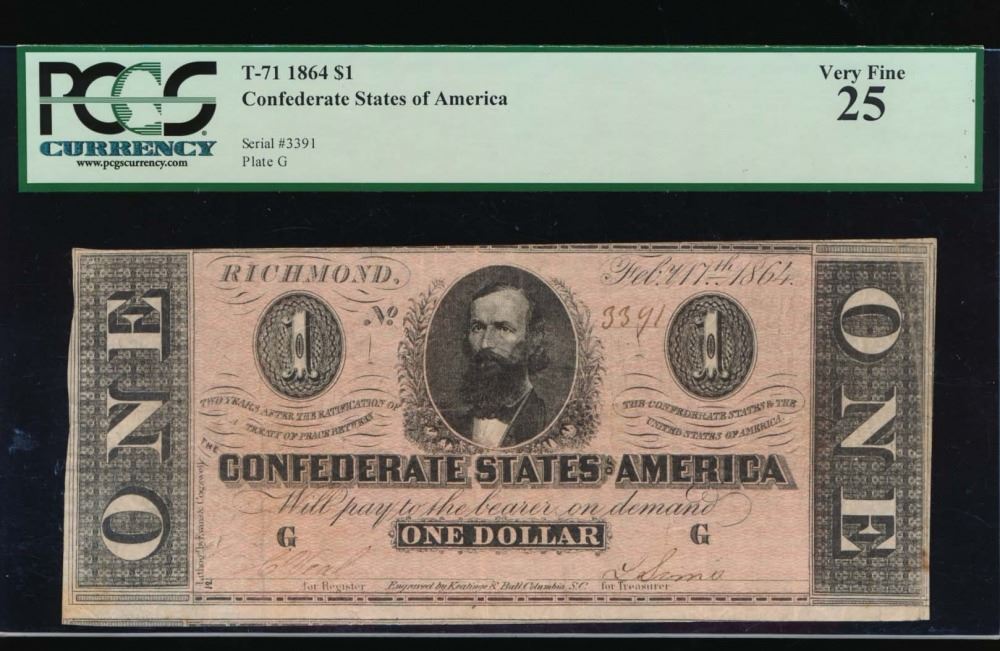 PCGS
CURRENCY
www.pcgscurrency.com
T-71 1864 $1
Confederate States of America
Serial #3391
Plate G
Very Fine
25
RICHMOND.
Feb.y 17.th 1864.
No
3391
1
1
ONE
ONE
TWO YEARS AFTER THE RATIFICATION OF
A TREATY OF PEACE BETWEEN
THE CONFEDERATE STATES & THE
UNITED STATES OF AMERICA.
THE
CONFEDERATE STATES OF AMERICA
Will pay to the bearer on demand
G
ONE DOLLAR
G
for Register
Engraved by Keatinge & Ball Columbia, S.C.
for Treasurer